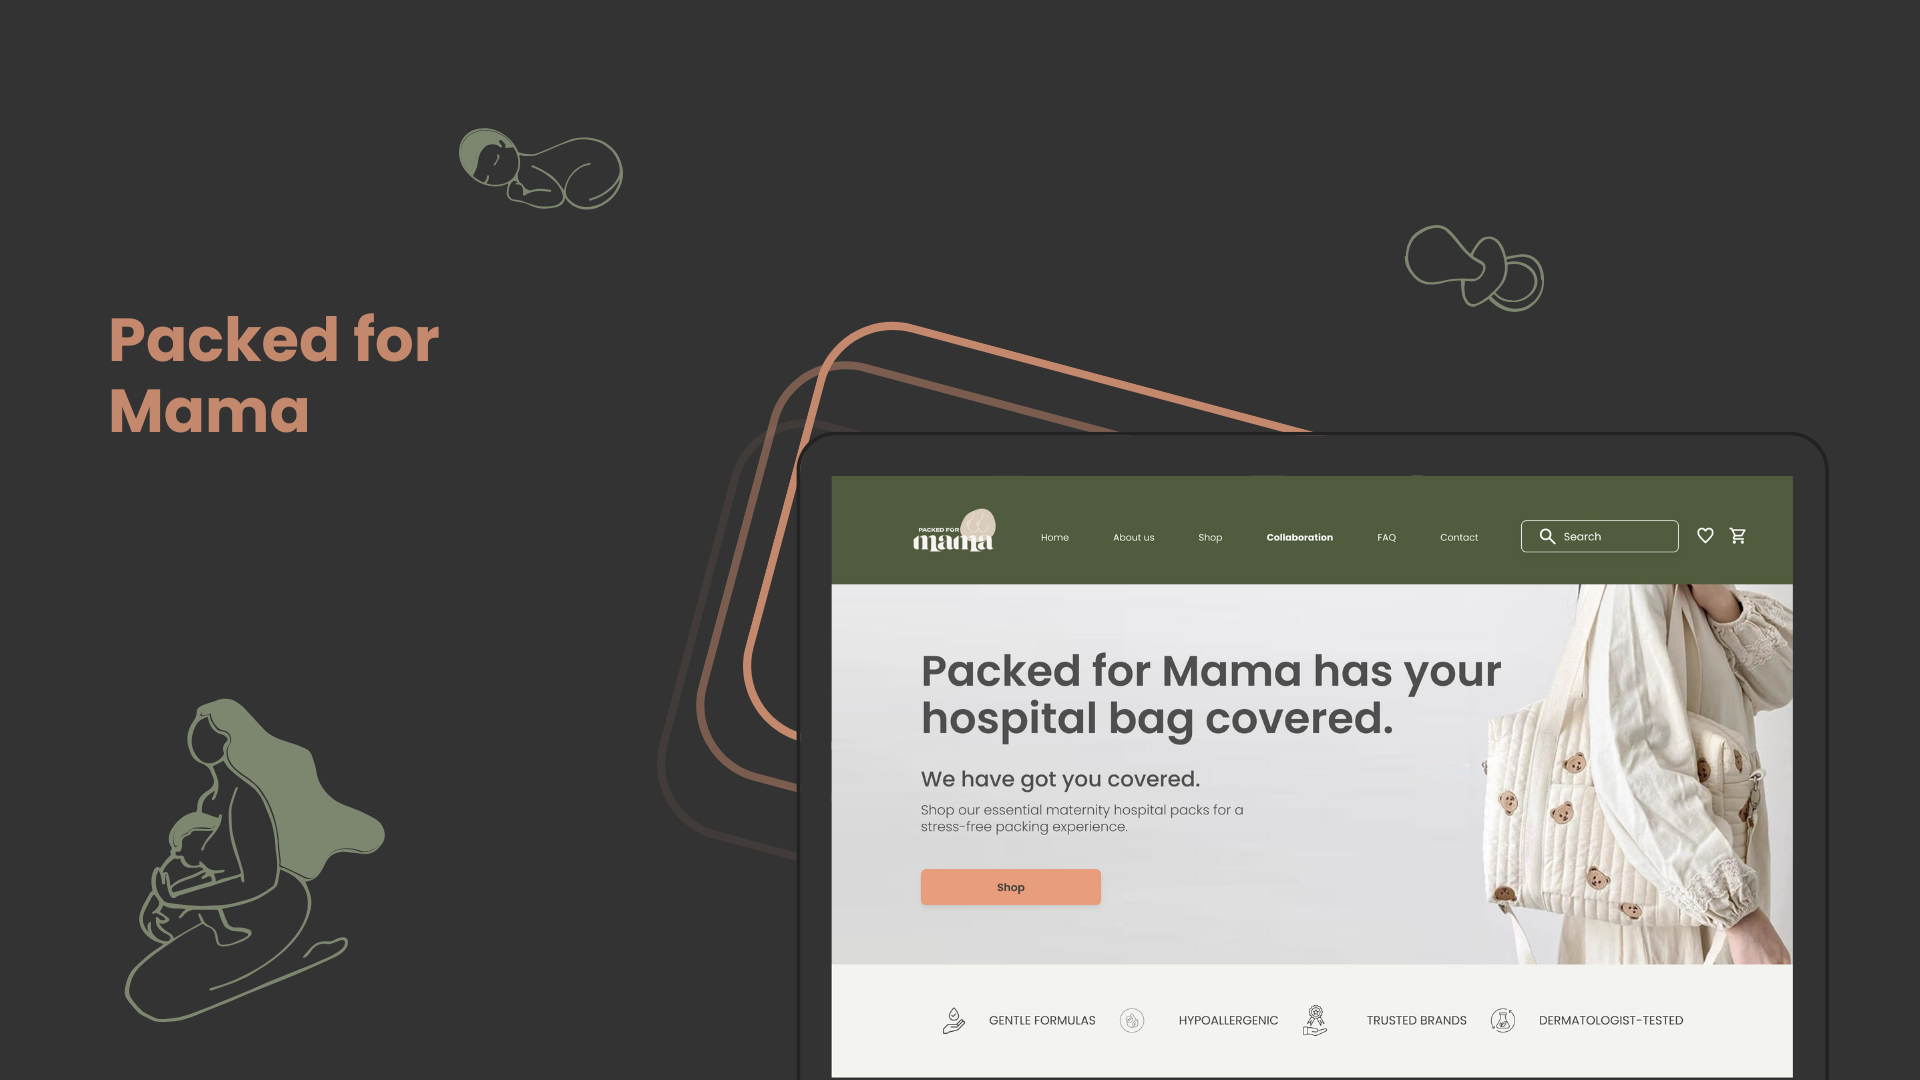 Packed for
Mama
PACKED FOR
mama
Home
About us
Shop
Collaboration
FAQ
Contact
Search
Packed for Mama has your
hospital bag covered.
We have got you covered.
Shop our essential maternity hospital packs for a
stress-free packing experience.
Shop
GENTLE FORMULAS
HYPOALLERGENIC
TRUSTED BRANDS
DERMATOLOGIST-TESTED